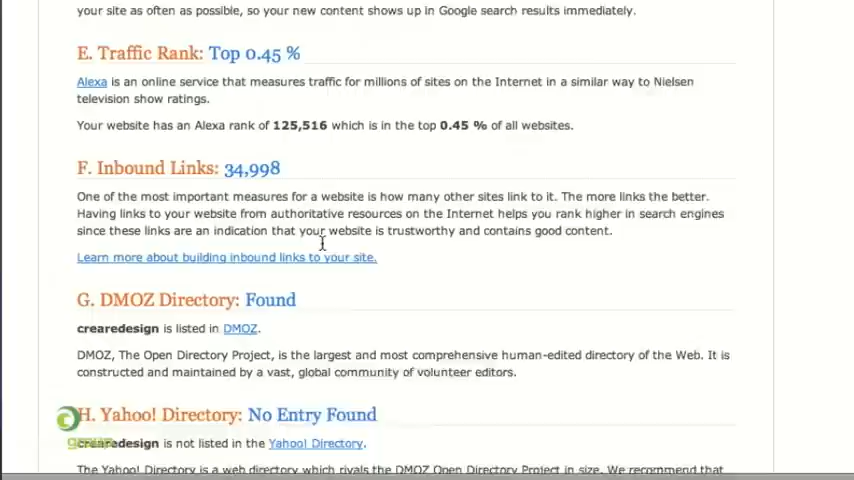 your site as often as possible, so your new content shows up in Google search results immediately.
E. Traffic Rank: Top 0.45 %
Alexa is an online service that measures traffic for millions of sites on the Internet in a similar way to Nielsen
television show ratings.
Your website has an Alexa rank of 125,516 which is in the top 0.45 % of all websites.
F. Inbound Links: 34,998
One of the most important measures for a website is how many other sites link to it. The more links the better.
Having links to your website from authoritative resources on the Internet helps you rank higher in search engines
since these links are an indication that your website is trustworthy and contains good content.
Learn more about building inbound links to your site.
G. DMOZ Directory: Found
crearedesign is listed in DMOZ.
DMOZ, The Open Directory Project, is the largest and most comprehensive human-edited directory of the Web. It is
constructed and maintained by a vast, global community of volunteer editors.
H. Yahoo! Directory: No Entry Found
crearedesign is not listed in the Yahoo! Directory.
group
The Yahoo! Directory is a web directory which rivals the DMOZ Open Directory Project in size. We recommend that